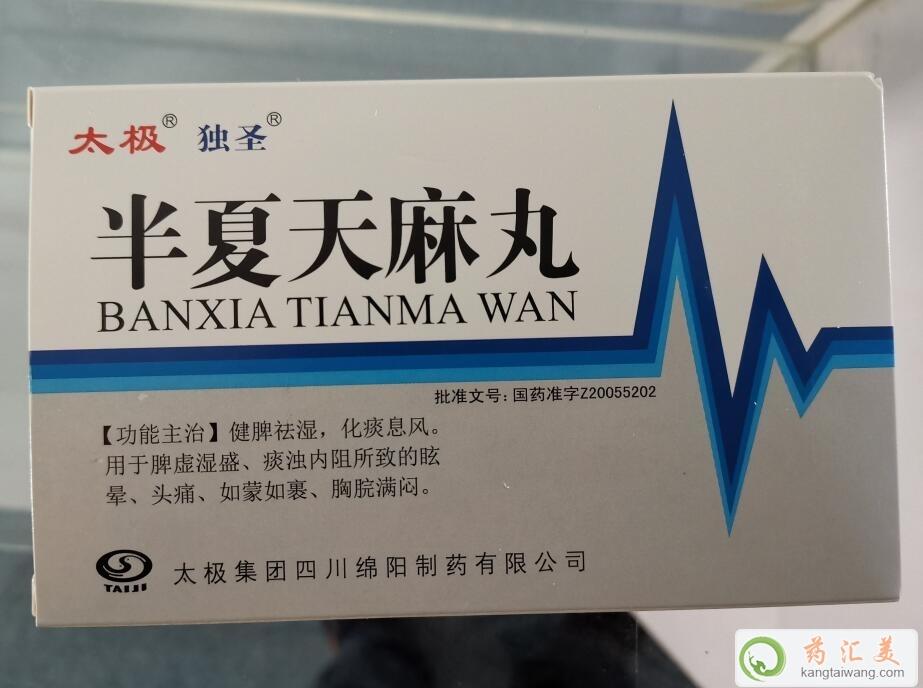 太极® 独圣®
半夏天麻丸
BANXIA TIANMA WAN
批准文号：国药准字Z20055202
【功能主治】健脾祛湿，化痰息风。
用于脾虚湿盛、痰浊内阻所致的眩
晕、头痛、如蒙如裹、胸脘满闷。
TAIJI
太极集团四川绵阳制药有限公司
药汇美
kangtaiwang.com